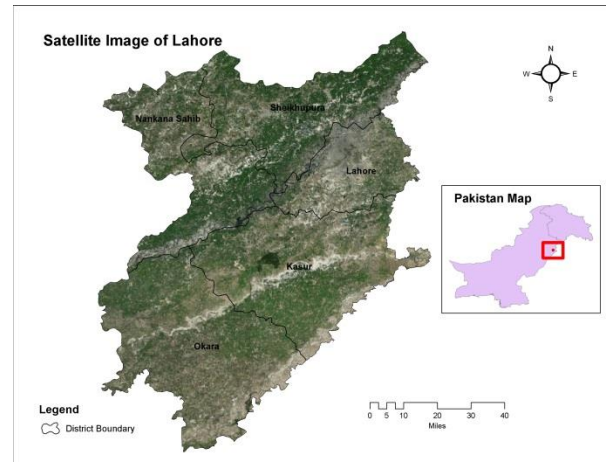 Satellite Image of Lahore
N
W
E
S
Sheikhupura
Nankana Sahib
Lahore
Pakistan Map
Kasur
Okara
Legend
District Boundary
0 5 10 20 30 40
Miles